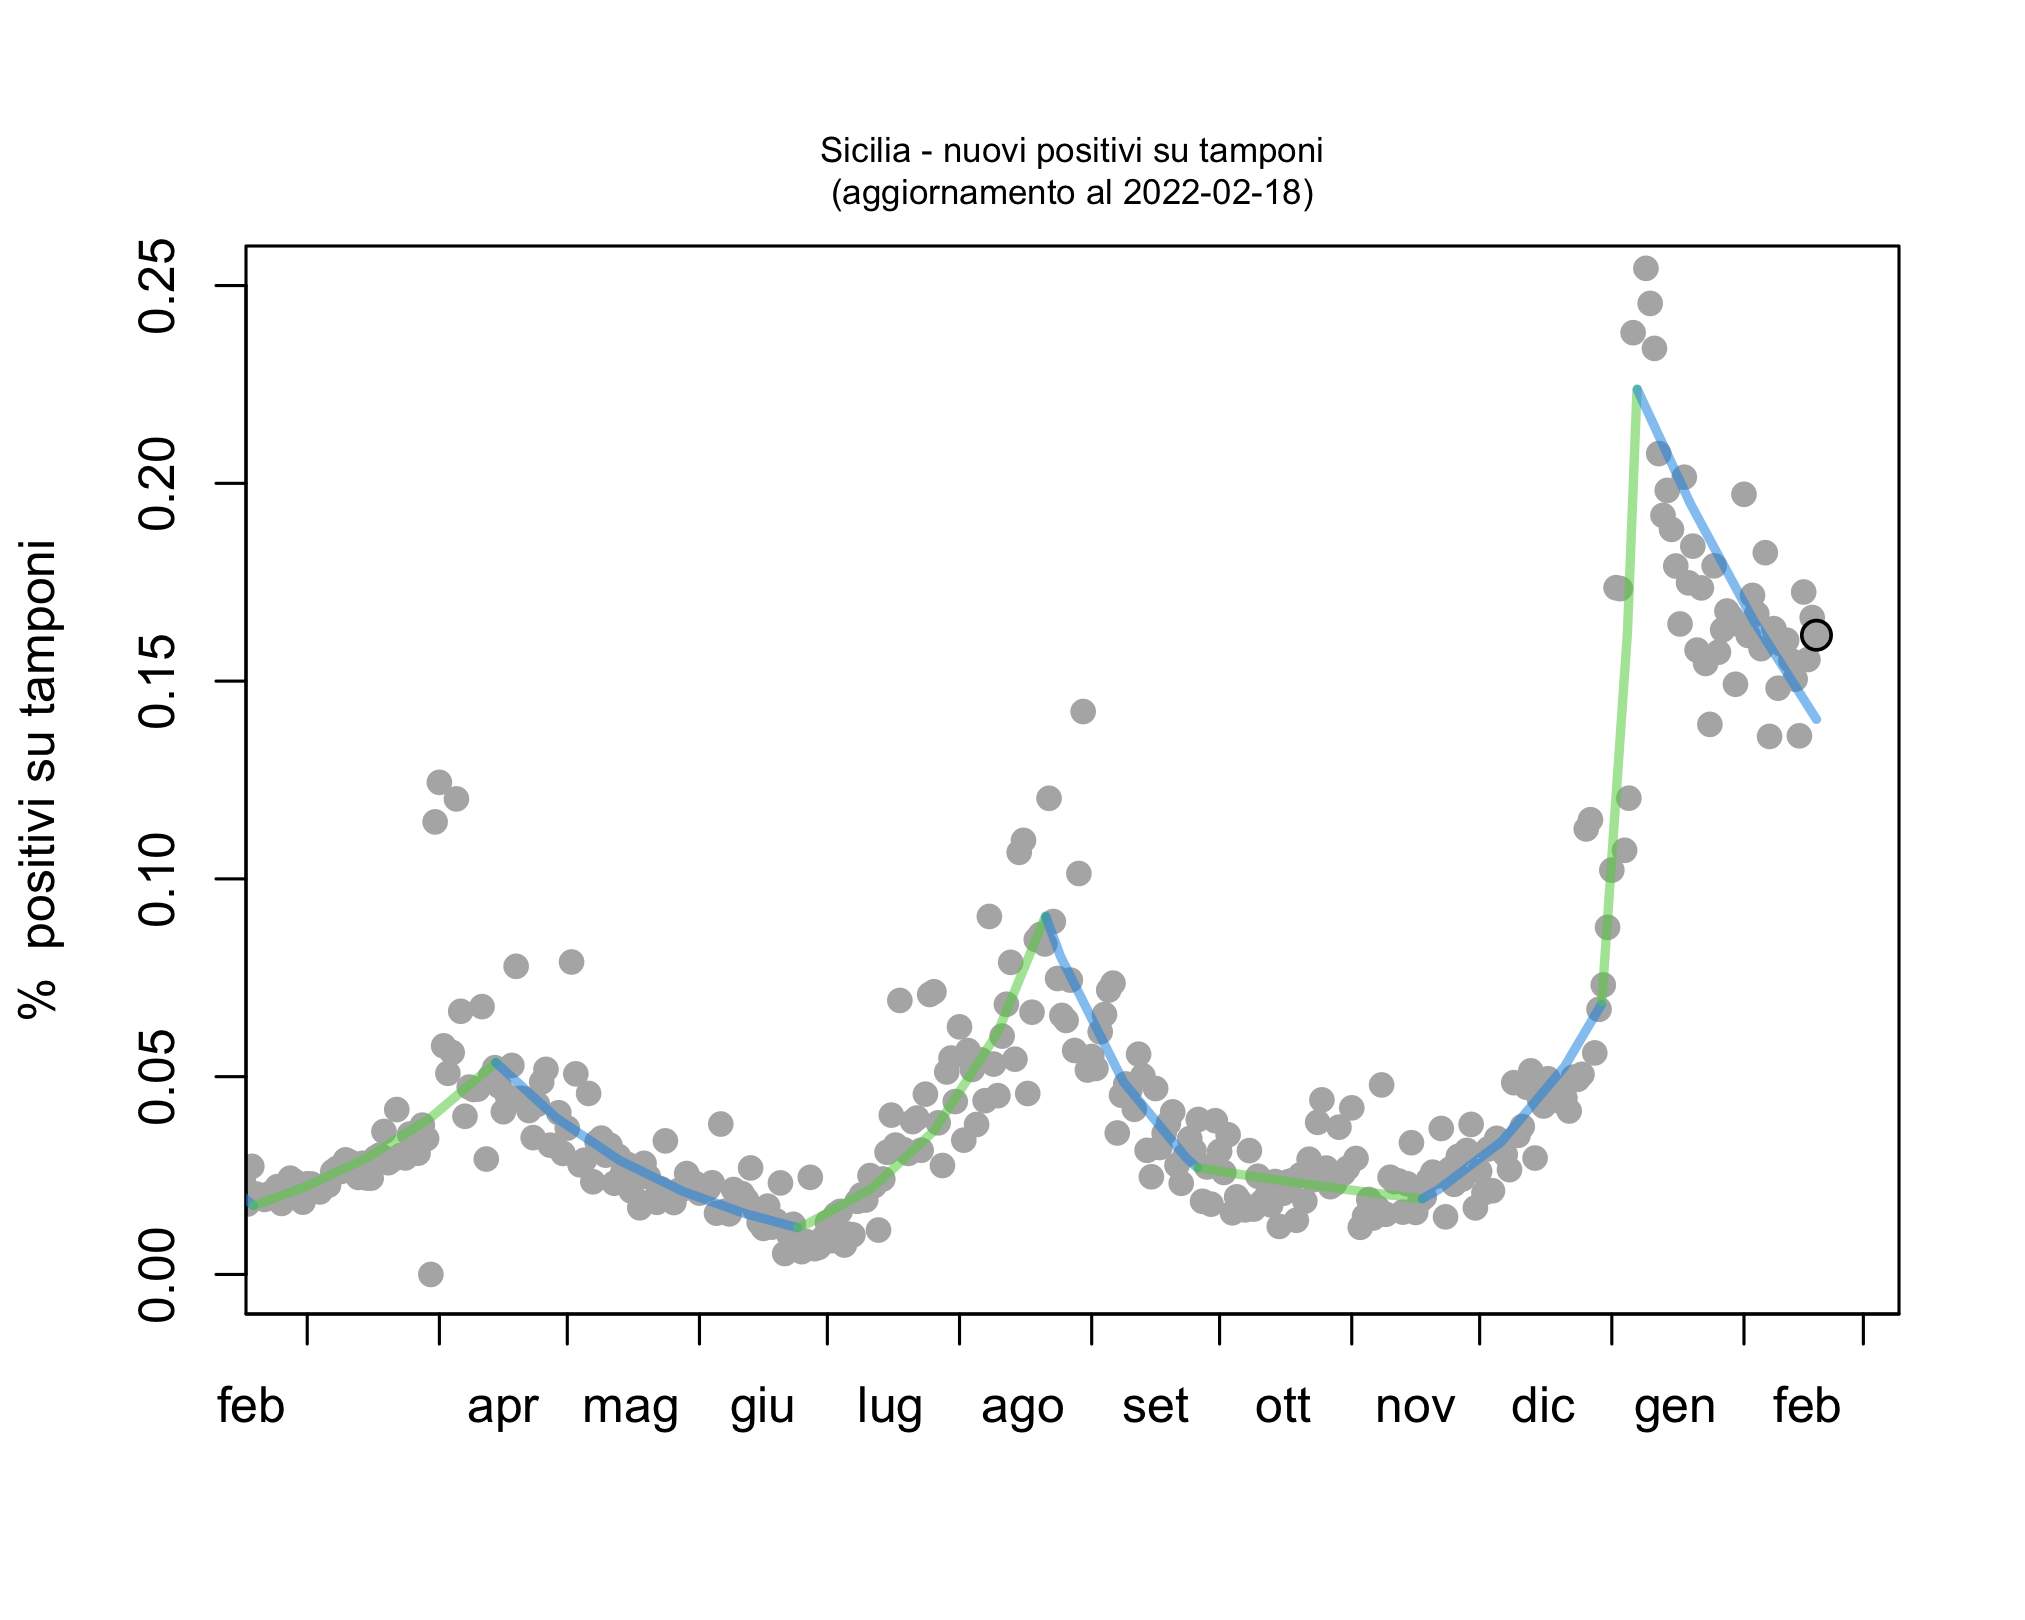 Sicilia - nuovi positivi su tamponi
(aggiornamento al 2022-02-18)
% positivi su tamponi
0.25
0.20
0.15
0.10
0.05
0.00
feb apr mag giu lug ago set ott nov dic gen feb